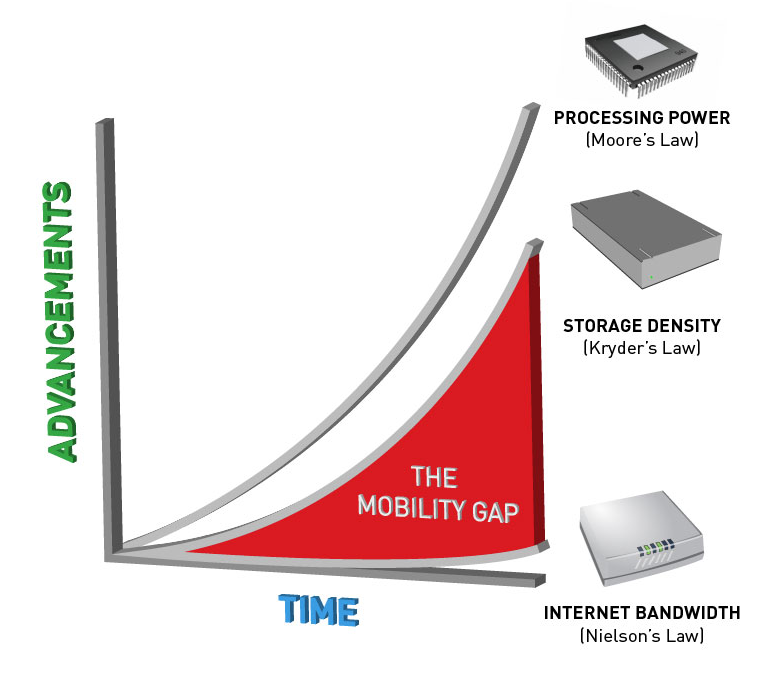 PROCESSING POWER
(Moore's Law)
ADVANCEMENTS
STORAGE DENSITY
(Kryder's Law)
THE
MOBILITY GAP
TIME
INTERNET BANDWIDTH
(Nielson's Law)